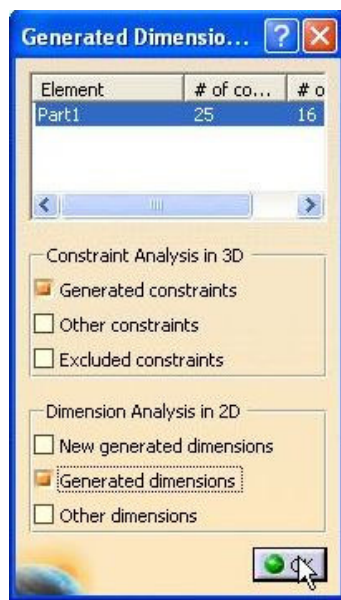 Generated Dimensio... ?
Element # of co... # o
Part1 25 16
Constraint Analysis in 3D
Generated constraints
Other constraints
Excluded constraints
Dimension Analysis in 2D
New generated dimensions
Generated dimensions
Other dimensions